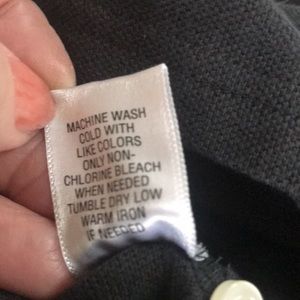 MACHINE WASH
COLD WITH
LIKE COLORS
ONLY NON-
CHLORINE BLEACH
WHEN NEEDED
TUMBLE DRY LOW
WARM IRON
IF NEEDED